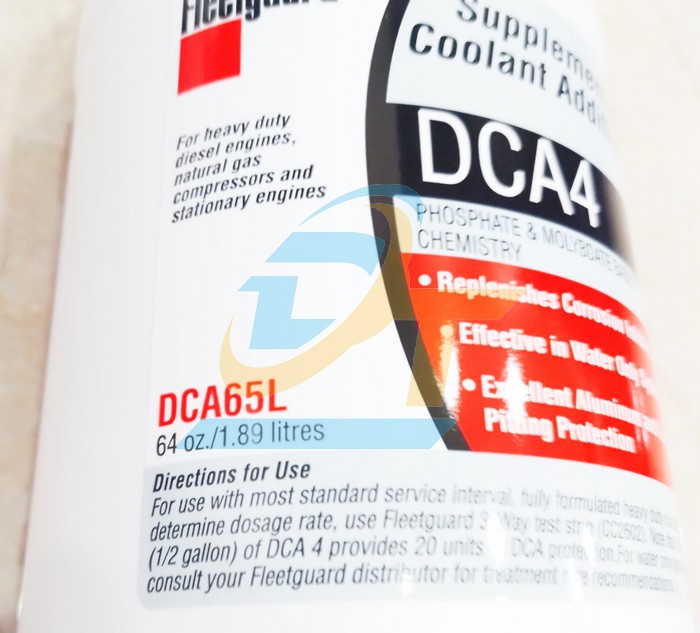 Fleetguard
For heavy duty
diesel engines,
natural gas
compressors and
stationary engines
DCA65L
64 oz./1.89 litres
Supplemen
Coolant Addi
DCA4
PHOSPHATE & MOLYBDATE BA
CHEMISTRY
• Replenishes Corrosion
• Effective in Water Only
• Excellent Aluminum
Pitting Protection
Directions for Use
For use with most standard service interval, fully formulated heavy duty
determine dosage rate, use Fleetguard 3-Way test strip (CC2602). Note
(1/2 gallon) of DCA 4 provides 20 units of DCA protection. For water only
consult your Fleetguard distributor for treatment rate recommendations